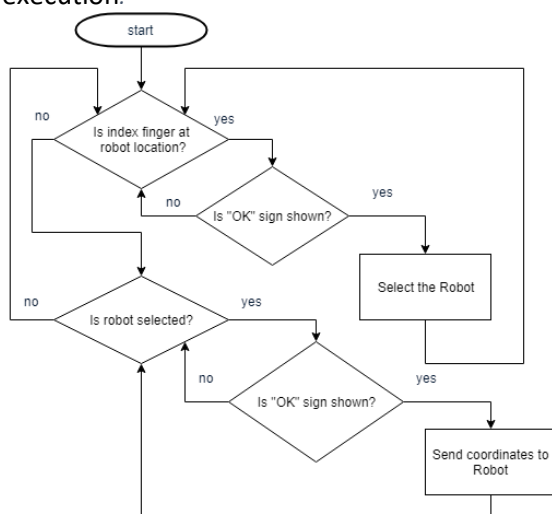 execution.
start
no
Is index finger at
robot location?
yes
no
Is "OK" sign shown?
yes
Select the Robot
no
Is robot selected?
yes
no
Is "OK" sign shown?
yes
Send coordinates to
Robot